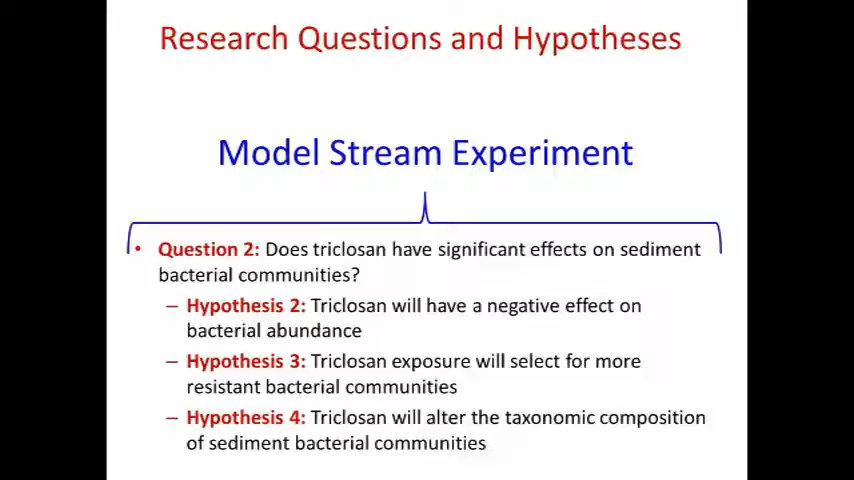 Research Questions and Hypotheses
Model Stream Experiment
• Question 2: Does triclosan have significant effects on sediment
bacterial communities?
– Hypothesis 2: Triclosan will have a negative effect on
bacterial abundance
– Hypothesis 3: Triclosan exposure will select for more
resistant bacterial communities
– Hypothesis 4: Triclosan will alter the taxonomic composition
of sediment bacterial communities